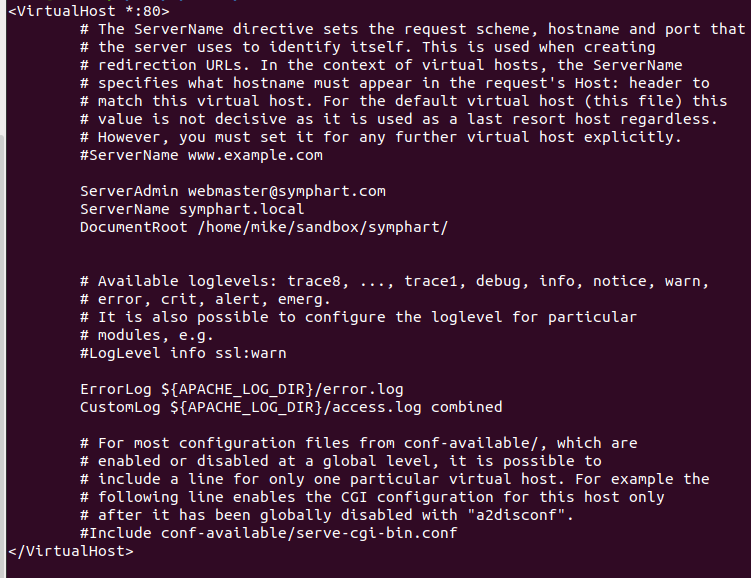 <VirtualHost *:80>
# The ServerName directive sets the request scheme, hostname and port that
# the server uses to identify itself. This is used when creating
# redirection URLs. In the context of virtual hosts, the ServerName
# specifies what hostname must appear in the request's Host: header to
# match this virtual host. For the default virtual host (this file) this
# value is not decisive as it is used as a last resort host regardless.
# However, you must set it for any further virtual host explicitly.
#ServerName www.example.com
ServerAdmin webmaster@symphart.com
ServerName symphart.local
DocumentRoot /home/mike/sandbox/symphart/
# Available loglevels: trace8, ..., trace1, debug, info, notice, warn,
# error, crit, alert, emerg.
# It is also possible to configure the loglevel for particular
# modules, e.g.
#LogLevel info ssl:warn
ErrorLog ${APACHE_LOG_DIR}/error.log
CustomLog ${APACHE_LOG_DIR}/access.log combined
# For most configuration files from conf-available/, which are
# enabled or disabled at a global level, it is possible to
# include a line for only one particular virtual host. For example the
# following line enables the CGI configuration for this host only
# after it has been globally disabled with "a2disconf".
#Include conf-available/serve-cgi-bin.conf
</VirtualHost>